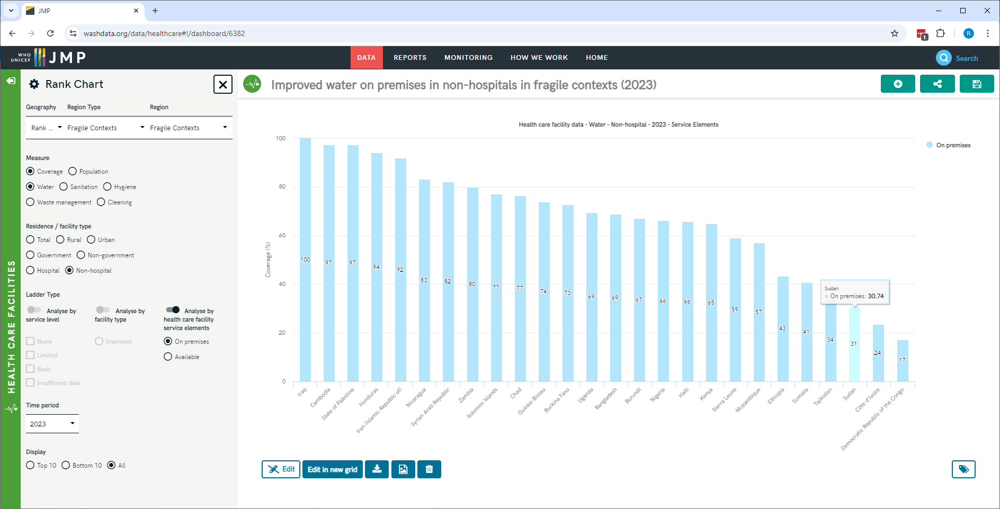 JMP
washdata.org/data/healthcare#!/dashboard/6382
1
R
WHO
UNICEF
JMP
DATA
REPORTS
MONITORING
HOW WE WORK
HOME
Search
HEALTH CARE FACILITIES
Rank Chart
Geography Region Type Region
Rank ... Fragile Contexts Fragile Contexts
Measure
Coverage Population
Water Sanitation Hygiene
Waste management Cleaning
Residence / facility type
Total Rural Urban
Government Non-government
Hospital Non-hospital
Ladder Type
Analyse by
service level
Analyse by
facility type
Analyse by
health care facility
service elements
None
Limited
Basic
Insufficient data
Improved
On premises
Available
Time period
2023
Display
Top 10 Bottom 10 All
Improved water on premises in non-hospitals in fragile contexts (2023)
Health care facility data - Water - Non-hospital - 2023 - Service Elements
On premises
Coverage (%)
100
80
60
40
20
0
100 97 97 94 92 83 82 80 77 77 74 73 69 69 67 66 66 65 59 57 43 41 34 31 24 17
Sudan
On premises: 30.74
Iraq
Cambodia
State of Palestine
Honduras
Iran (Islamic Republic of)
Nicaragua
Syrian Arab Republic
Zambia
Solomon Islands
Chad
Guinea-Bissau
Burkina Faso
Uganda
Bangladesh
Burundi
Nigeria
Haiti
Kenya
Sierra Leone
Mozambique
Ethiopia
Somalia
Tajikistan
Sudan
Côte d'Ivoire
Democratic Republic of the Congo
Edit
Edit in new grid